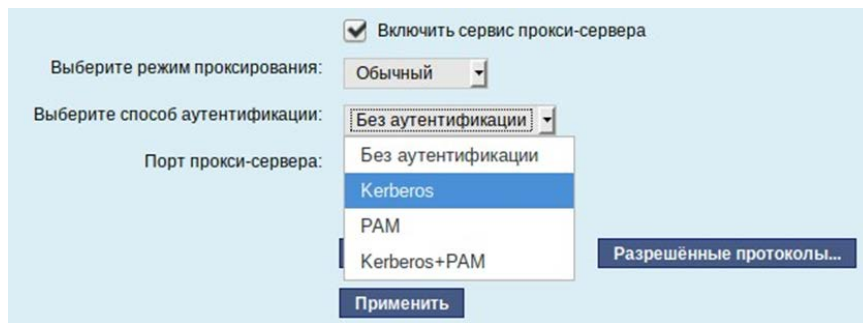 Включить сервис прокси-сервера
Выберите режим проксирования: Обычный
Выберите способ аутентификации: Без аутентификации
Порт прокси-сервера:
Без аутентификации
Kerberos
PAM
Kerberos+PAM
Разрешённые протоколы...
Применить